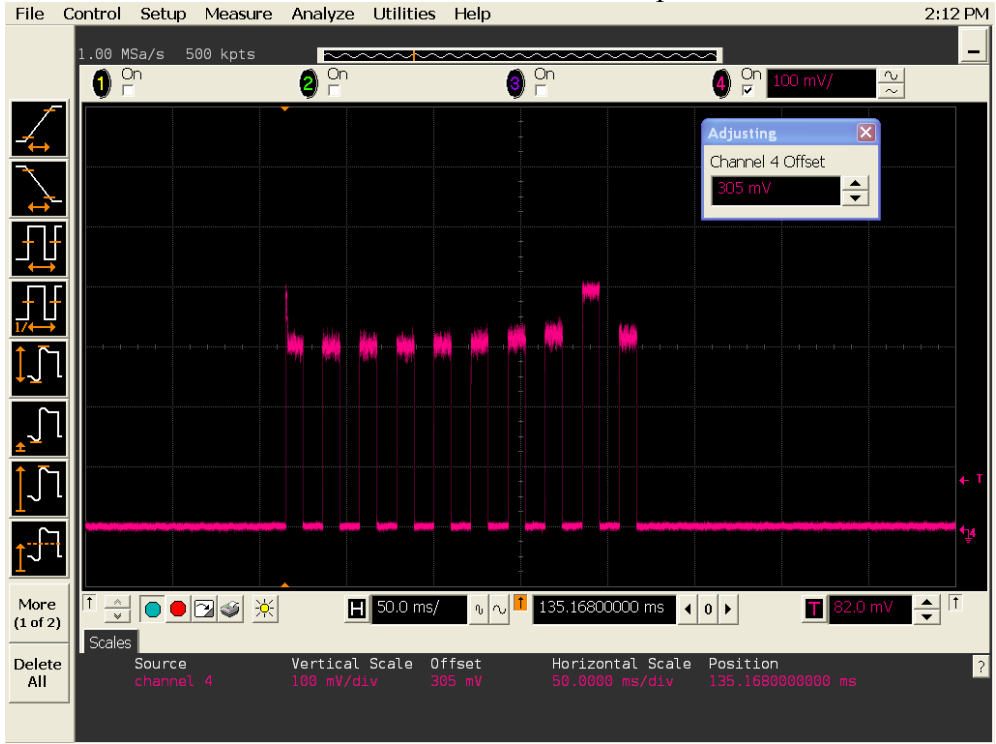 File Control Setup Measure Analyze Utilities Help 2:12 PM
1.00 MSa/s 500 kpts
1 On 2 On 3 On 4 On 100 mV/
Adjusting
Channel 4 Offset
305 mV
1/
T
4
More
(1 of 2)
H 50.0 ms/ 135.16800000 ms 0 T 82.0 mV
Scales
Delete
All
Source Vertical Scale Offset Horizontal Scale Position
channel 4 100 mV/div 305 mV 50.0000 ms/div 135.1680000000 ms
?